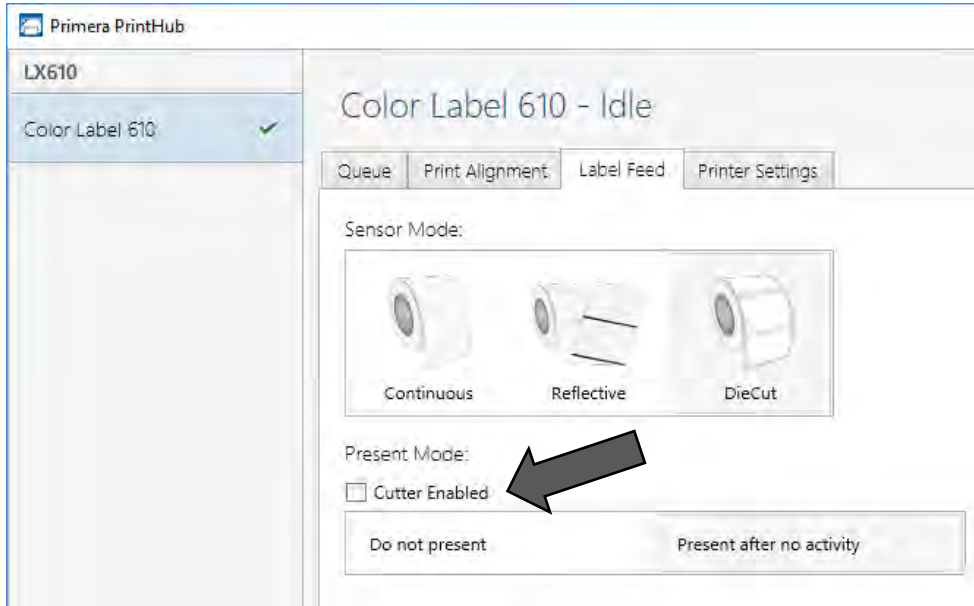 Primera PrintHub
LX610
Color Label 610
Color Label 610 - Idle
Queue Print Alignment Label Feed Printer Settings
Sensor Mode:
Continuous Reflective DieCut
Present Mode:
Cutter Enabled
Do not present Present after no activity